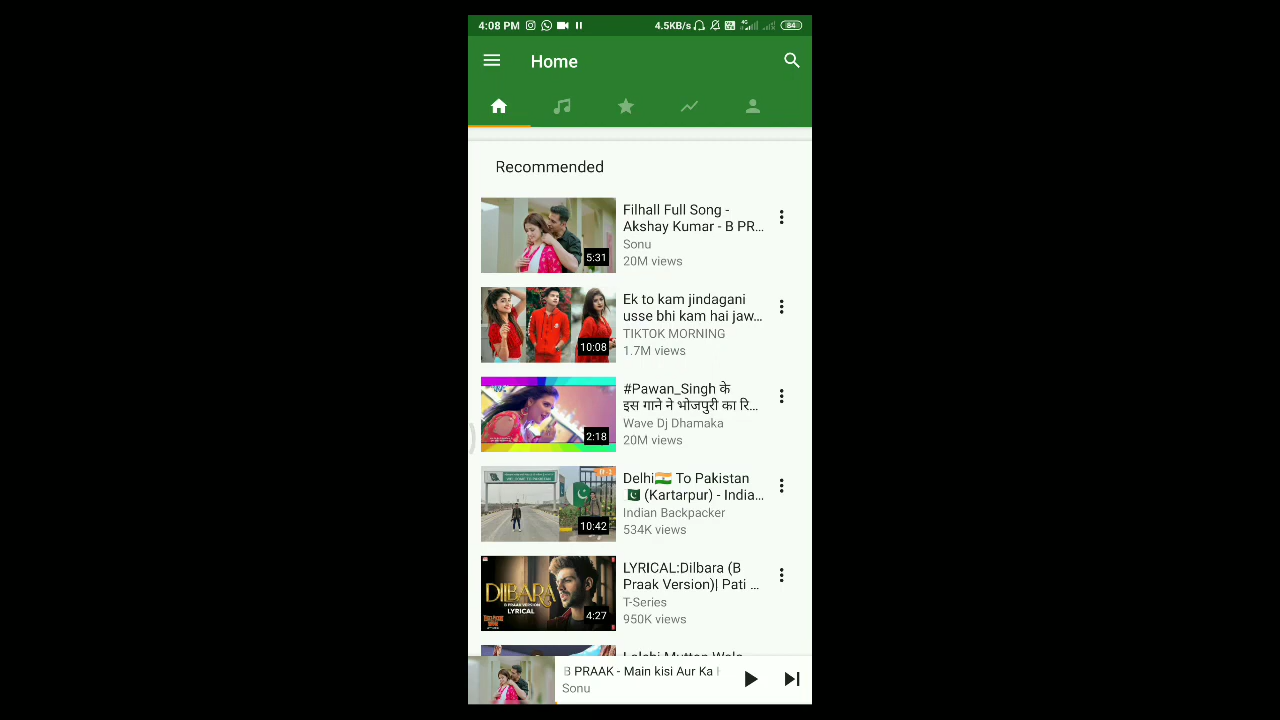 4:08 PM 4.5KB/s 4G 84
Home
Recommended
Filhall Full Song -
Akshay Kumar - B PR...
Sonu
20M views
5:31
Ek to kam jindagani
usse bhi kam hai jaw...
TIKTOK MORNING
1.7M views
10:08
#Pawan_Singh के
इस गाने ने भोजपुरी का रि...
Wave Dj Dhamaka
20M views
2:18
Delhi🇮🇳 To Pakistan
🇵🇰 (Kartarpur) - India...
Indian Backpacker
534K views
10:42
LYRICAL:Dilbara (B
Praak Version)| Pati ...
T-Series
950K views
DILBARA
B PRAAK VERSION
LYRICAL
4:27
B PRAAK - Main kisi Aur Ka
Sonu